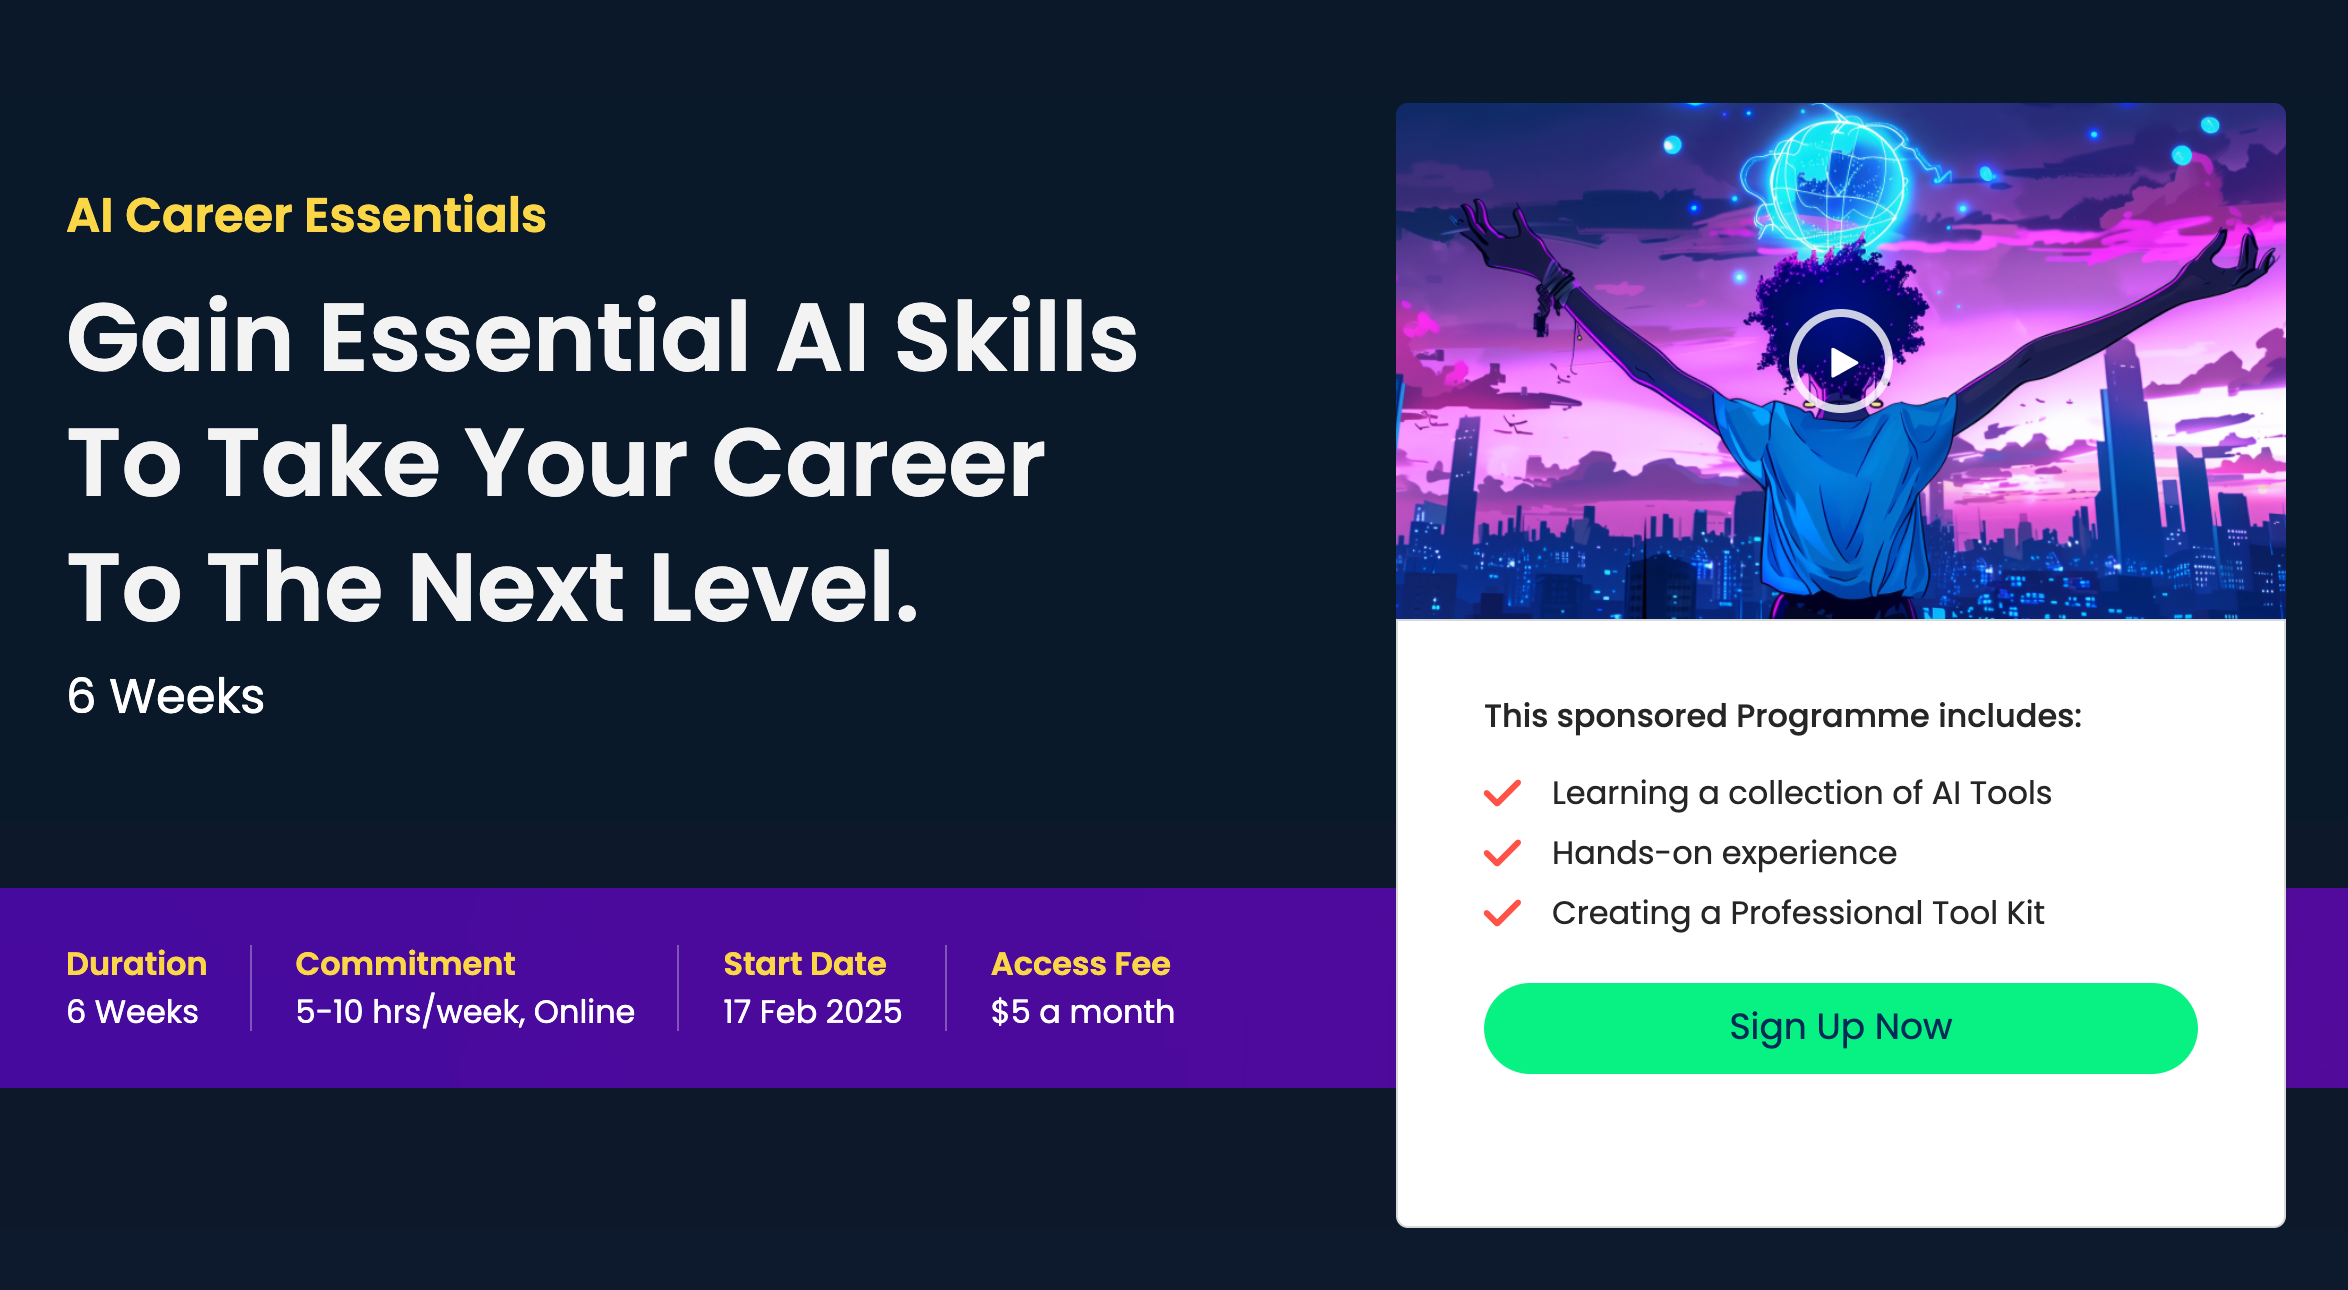 AI Career Essentials
Gain Essential AI Skills
To Take Your Career
To The Next Level.
6 Weeks
Duration
6 Weeks
Commitment
5-10 hrs/week, Online
Start Date
17 Feb 2025
Access Fee
$5 a month
This sponsored Programme includes:
Learning a collection of AI Tools
Hands-on experience
Creating a Professional Tool Kit
Sign Up Now